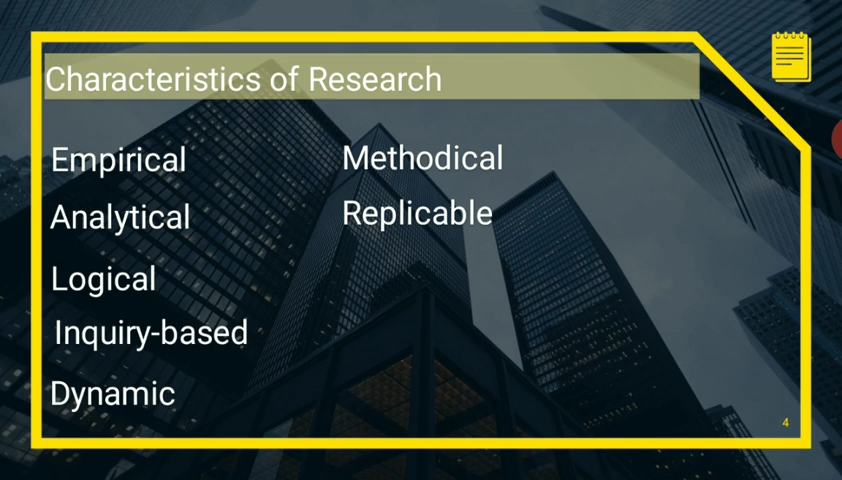 Characteristics of Research
Empirical
Analytical
Logical
Inquiry-based
Dynamic
Methodical
Replicable
4